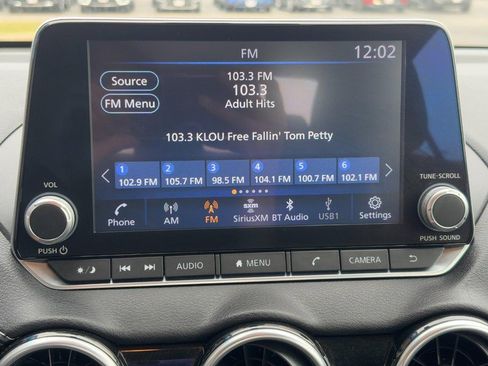 FM 12:02
Source
103.3 FM
103.3
FM Menu
Adult Hits
103.3 KLOU Free Fallin' Tom Petty
1 2 3 4 5 6
102.9 FM 105.7 FM 98.5 FM 104.1 FM 100.7 FM 102.1 FM
VOL
TUNE-SCROLL
sxm
Phone AM FM SiriusXM BT Audio USB1 Settings
PUSH
PUSH SOUND
AUDIO MENU CAMERA